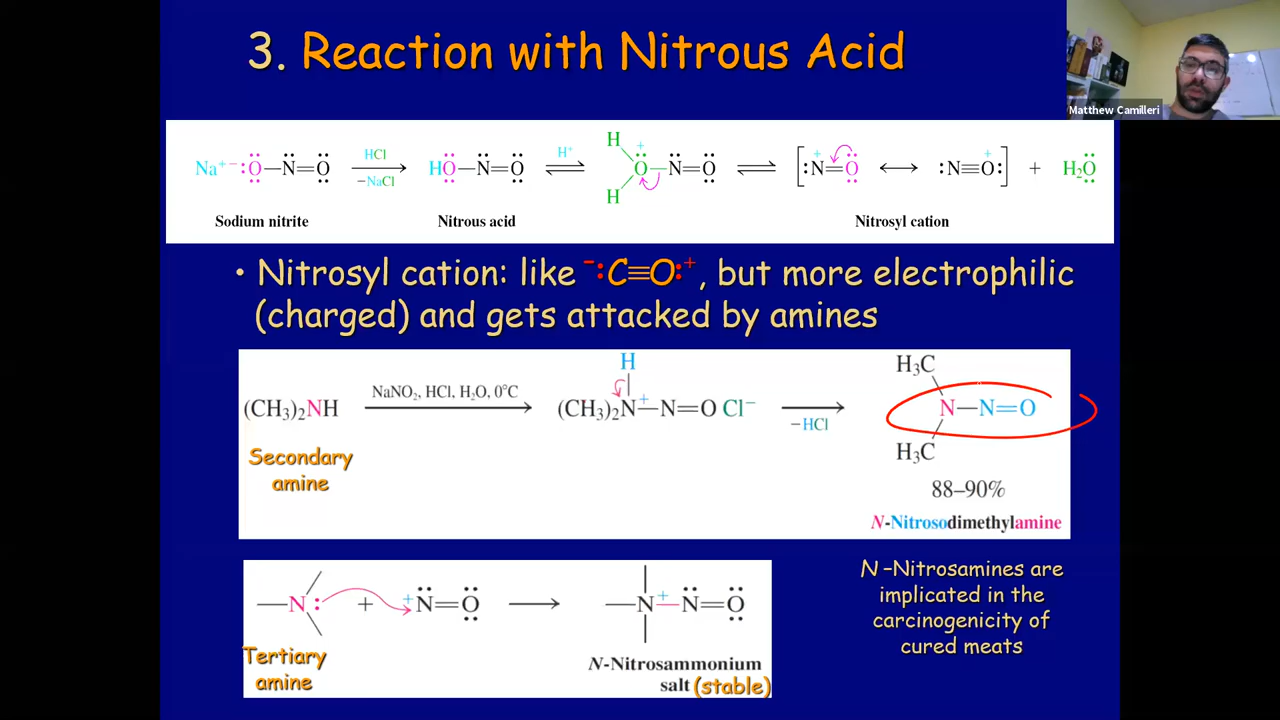 3. Reaction with Nitrous Acid
Matthew Camilleri
Na⁺ ⁻:O—N=O
HCl
−NaCl
HO—N=O
H⁺
H
H
+
O—N=O
[:N=O
+
:N≡O:]
+
+ H₂O
Sodium nitrite
Nitrous acid
Nitrosyl cation
• Nitrosyl cation: like ⁻:C≡O:⁺, but more electrophilic
(charged) and gets attacked by amines
(CH₃)₂NH
NaNO₂, HCl, H₂O, 0°C
H
(CH₃)₂N⁺—N=O Cl⁻
−HCl
H₃C
N—N=O
H₃C
88–90%
N-Nitrosodimethylamine
Secondary
amine
—N:
+
⁺N=O
—N⁺—N=O
N-Nitrosammonium
salt (stable)
Tertiary
amine
N –Nitrosamines are
implicated in the
carcinogenicity of
cured meats